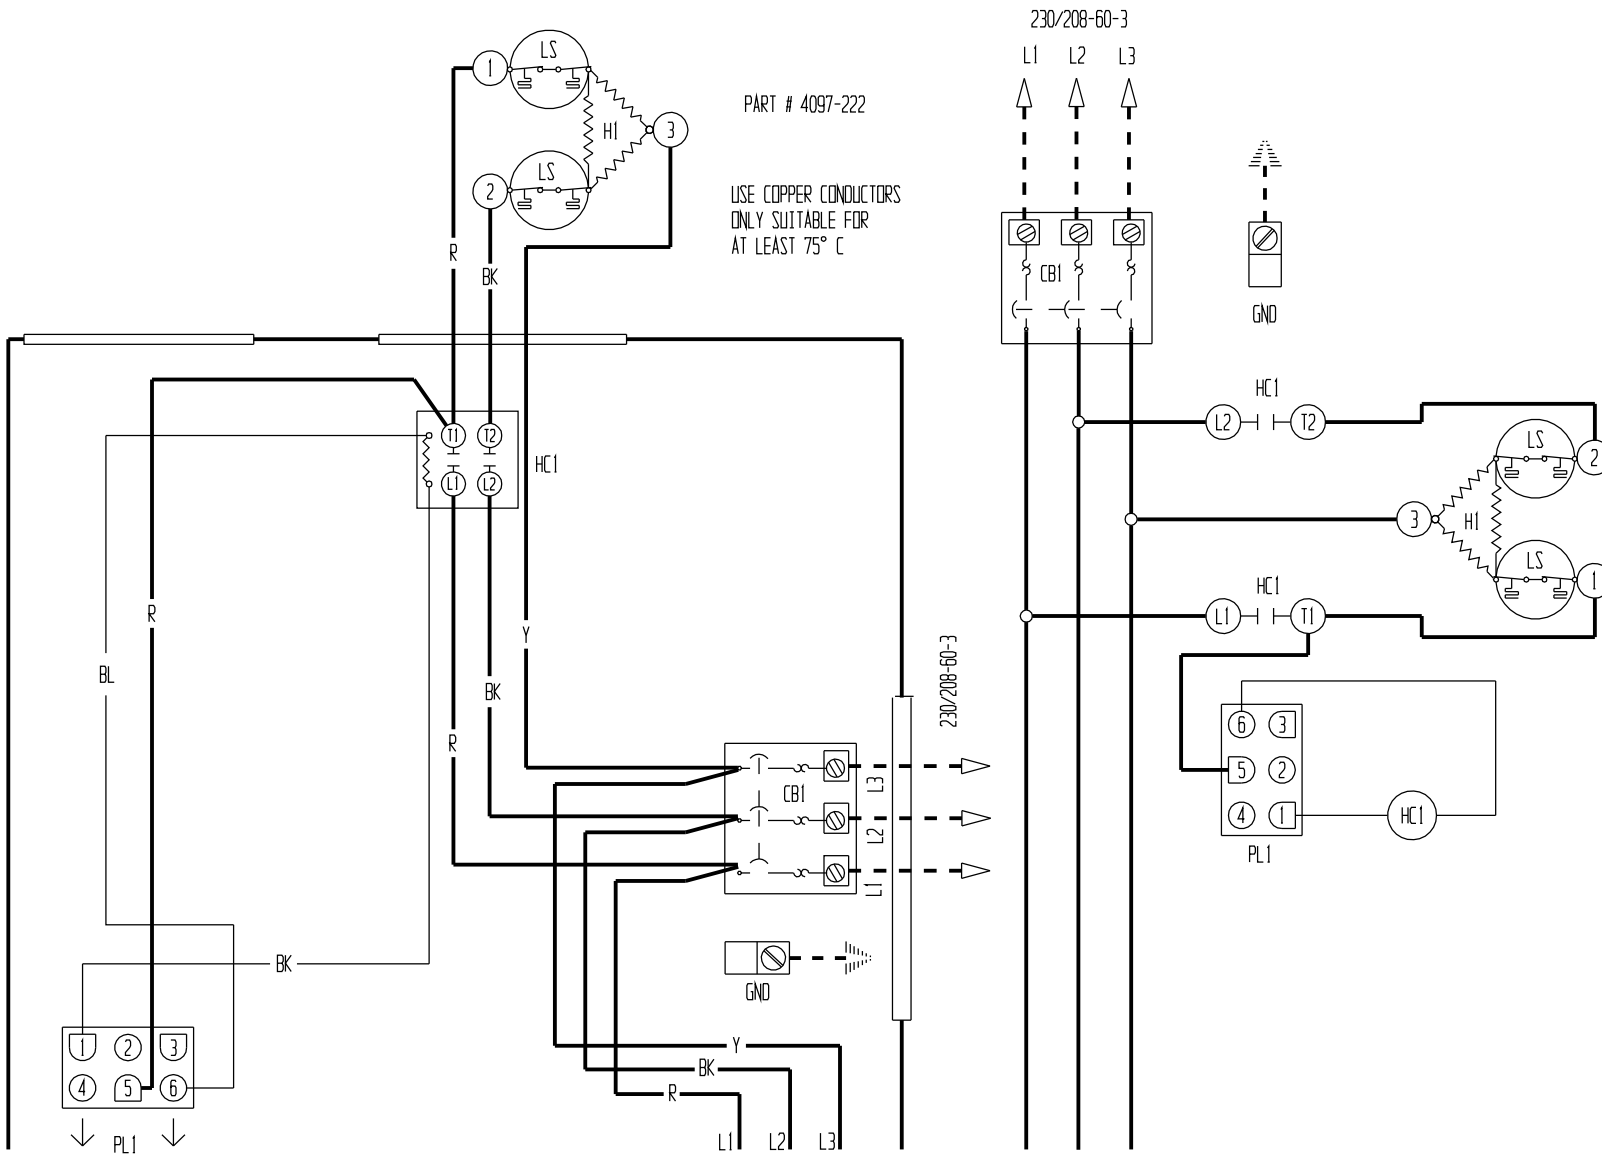 230/208-60-3
L1 L2 L3
1
LS
H1
3
2
LS
PART # 4097-222
USE COPPER CONDUCTORS
ONLY SUITABLE FOR
AT LEAST 75° C
R
BK
T1 T2
L1 L2
HC1
R
BL
Y
BK
R
BK
230/208-60-3
CB1
L3
L2
L1
GND
Y
BK
R
L1 L2 L3
1 2 3
4 5 6
PL1
CB1
GND
HC1
L2 T2
LS
2
3
H1
LS
1
HC1
L1 T1
6 3
5 2
4 1
HC1
PL1